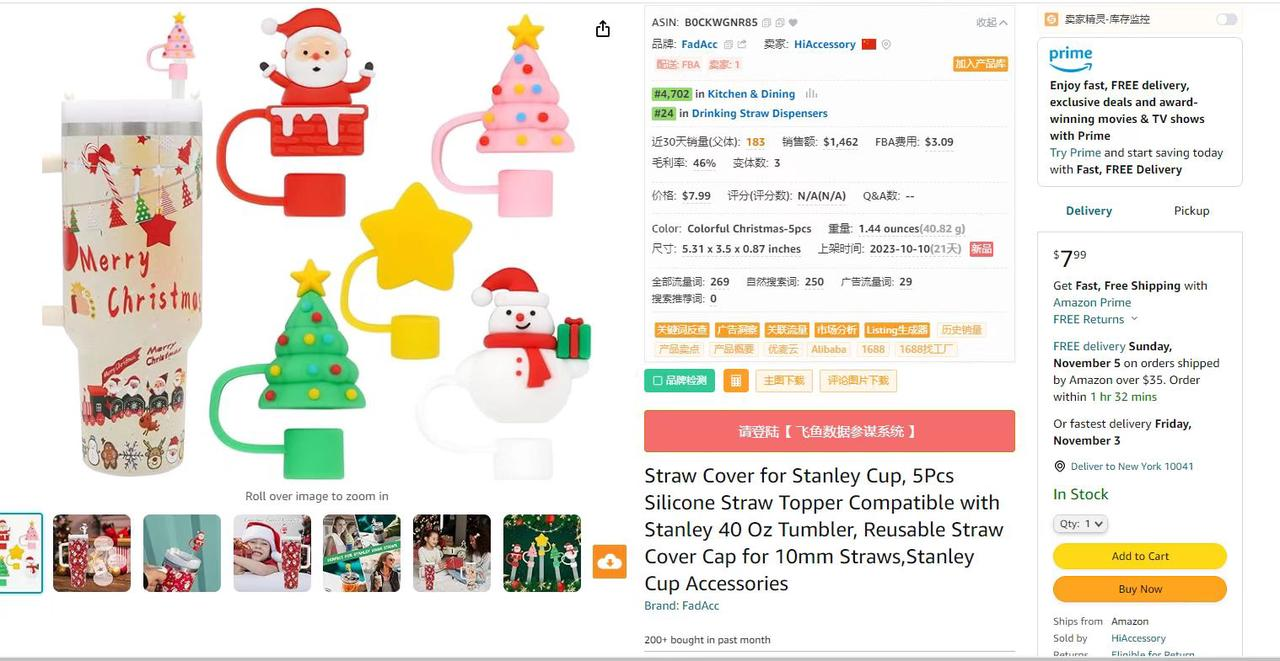 Merry
Christmas
Merry
Christmas
Roll over image to zoom in
ASIN: B0CKWGNR85
收起
品牌: FadAcc 卖家: HiAccessory
配送: FBA 卖家: 1
加入产品库
#4,702 in Kitchen & Dining
#24 in Drinking Straw Dispensers
近30天销量(父体): 183 销售额: $1,462 FBA费用: $3.09
毛利率: 46% 变体数: 3
价格: $7.99 评分(评分数): N/A(N/A) Q&A数: --
Color: Colorful Christmas-5pcs 重量: 1.44 ounces(40.82 g)
尺寸: 5.31 x 3.5 x 0.87 inches 上架时间: 2023-10-10(21天) 新品
全部流量词: 269 自然搜索词: 250 广告流量词: 29
搜索推荐词: 0
关键词反查 广告洞察 关联流量 市场分析 Listing生成器 历史销量
产品卖点 产品概要 优麦云 Alibaba 1688 1688找工厂
品牌检测 主图下载 评论图片下载
请登陆【 飞鱼数据参谋系统 】
Straw Cover for Stanley Cup, 5Pcs
Silicone Straw Topper Compatible with
Stanley 40 Oz Tumbler, Reusable Straw
Cover Cap for 10mm Straws,Stanley
Cup Accessories
Brand: FadAcc
200+ bought in past month
卖家精灵-库存监控
prime
Enjoy fast, FREE delivery,
exclusive deals and award-
winning movies & TV shows
with Prime
Try Prime and start saving today
with Fast, FREE Delivery
Delivery Pickup
$799
Get Fast, Free Shipping with
Amazon Prime
FREE Returns
FREE delivery Sunday,
November 5 on orders shipped
by Amazon over $35. Order
within 1 hr 32 mins
Or fastest delivery Friday,
November 3
Deliver to New York 10041
In Stock
Qty: 1
Add to Cart
Buy Now
Ships from Amazon
Sold by HiAccessory
Returns Eligible for Return,